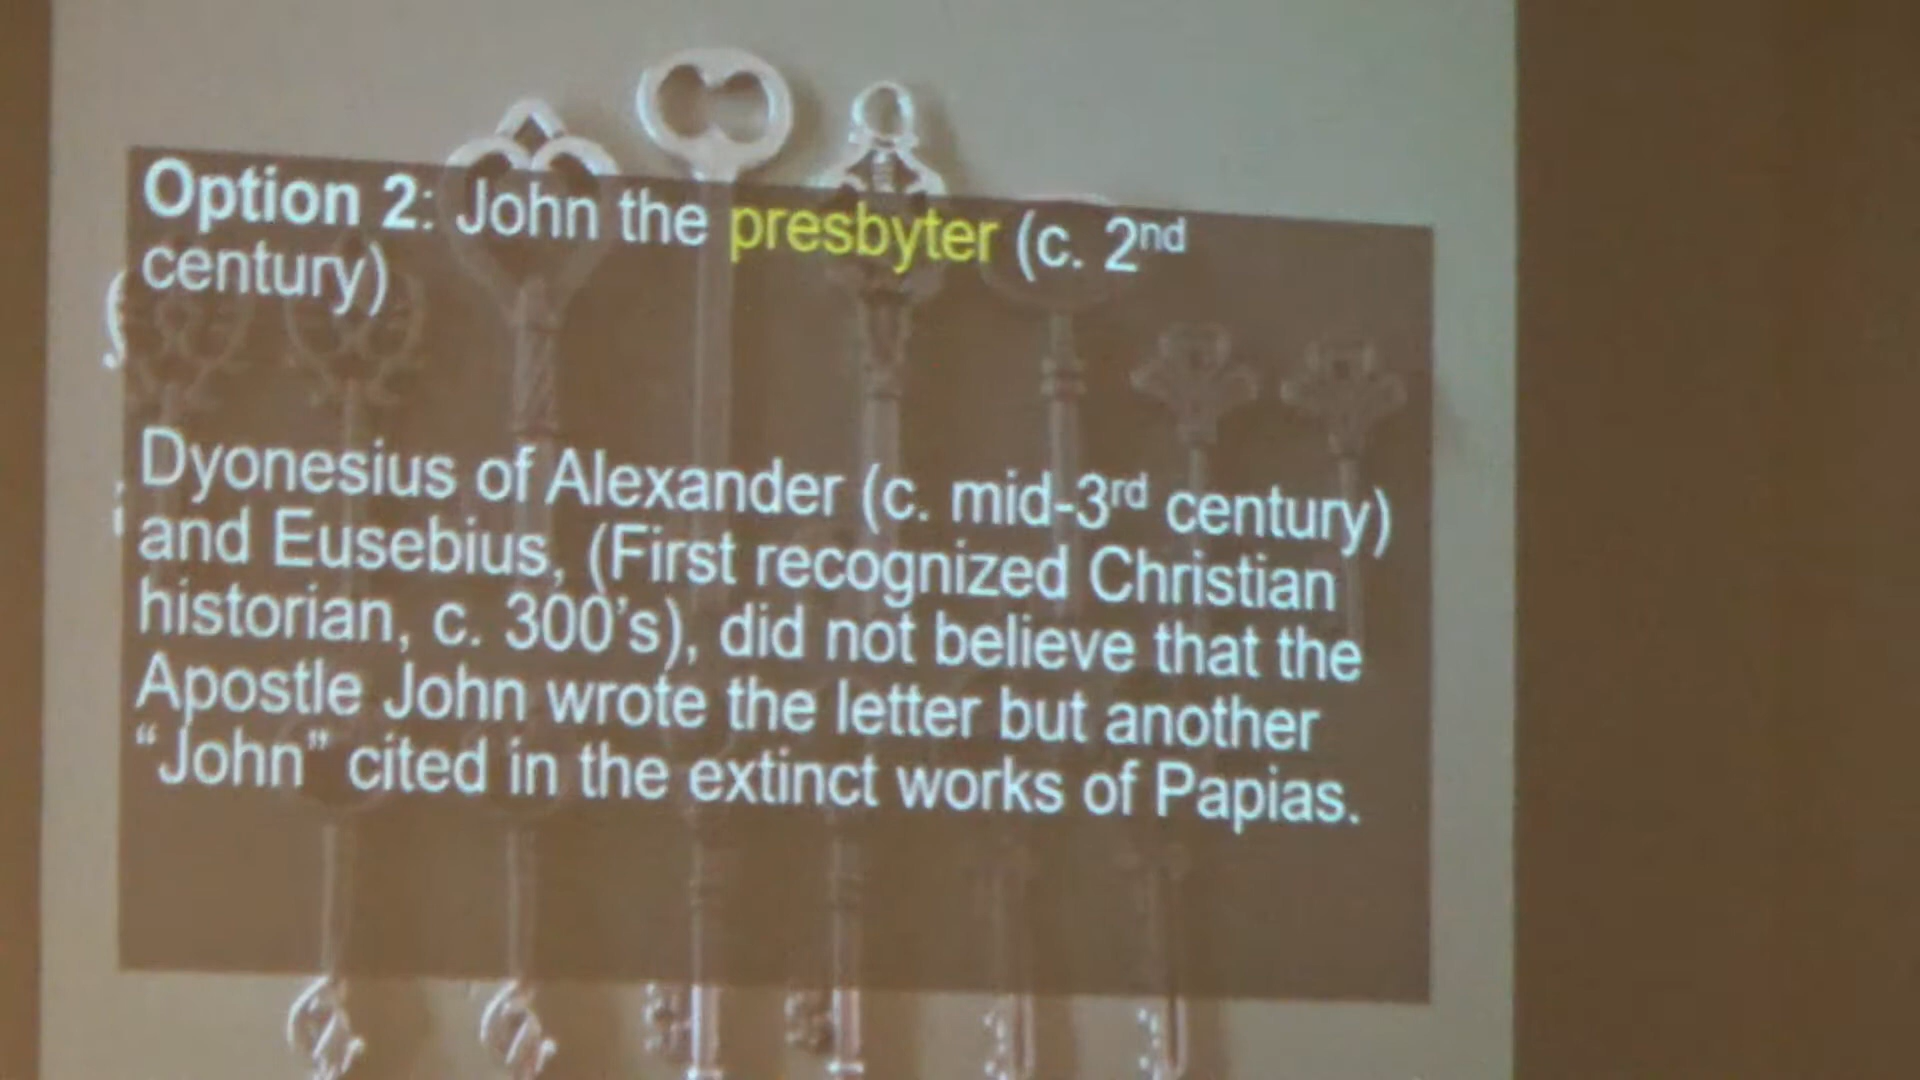 Option 2: John the presbyter (c. 2nd
century)
Dyonesius of Alexander (c. mid-3rd century)
and Eusebius, (First recognized Christian
historian, c. 300's), did not believe that the
Apostle John wrote the letter but another
“John” cited in the extinct works of Papias.